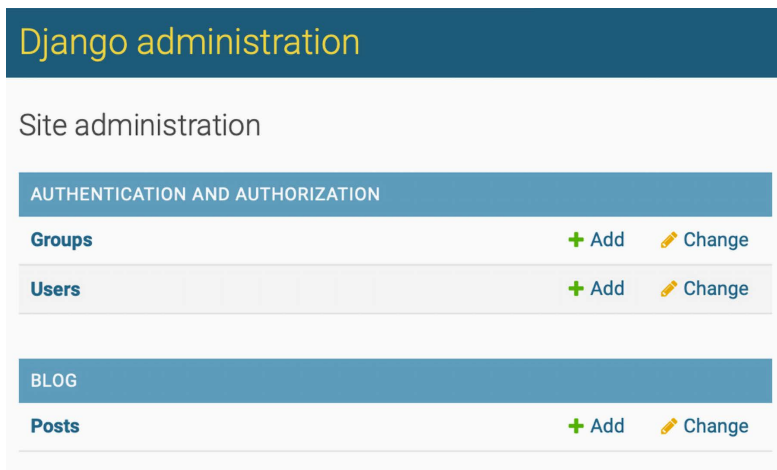 Django administration
Site administration
AUTHENTICATION AND AUTHORIZATION
Groups Add Change
Users Add Change
BLOG
Posts Add Change